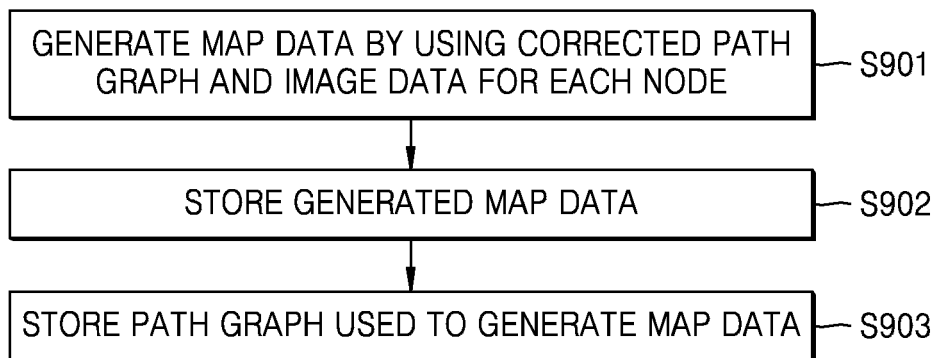 GENERATE MAP DATA BY USING CORRECTED PATH
GRAPH AND IMAGE DATA FOR EACH NODE
S901
STORE GENERATED MAP DATA
S902
STORE PATH GRAPH USED TO GENERATE MAP DATA
S903